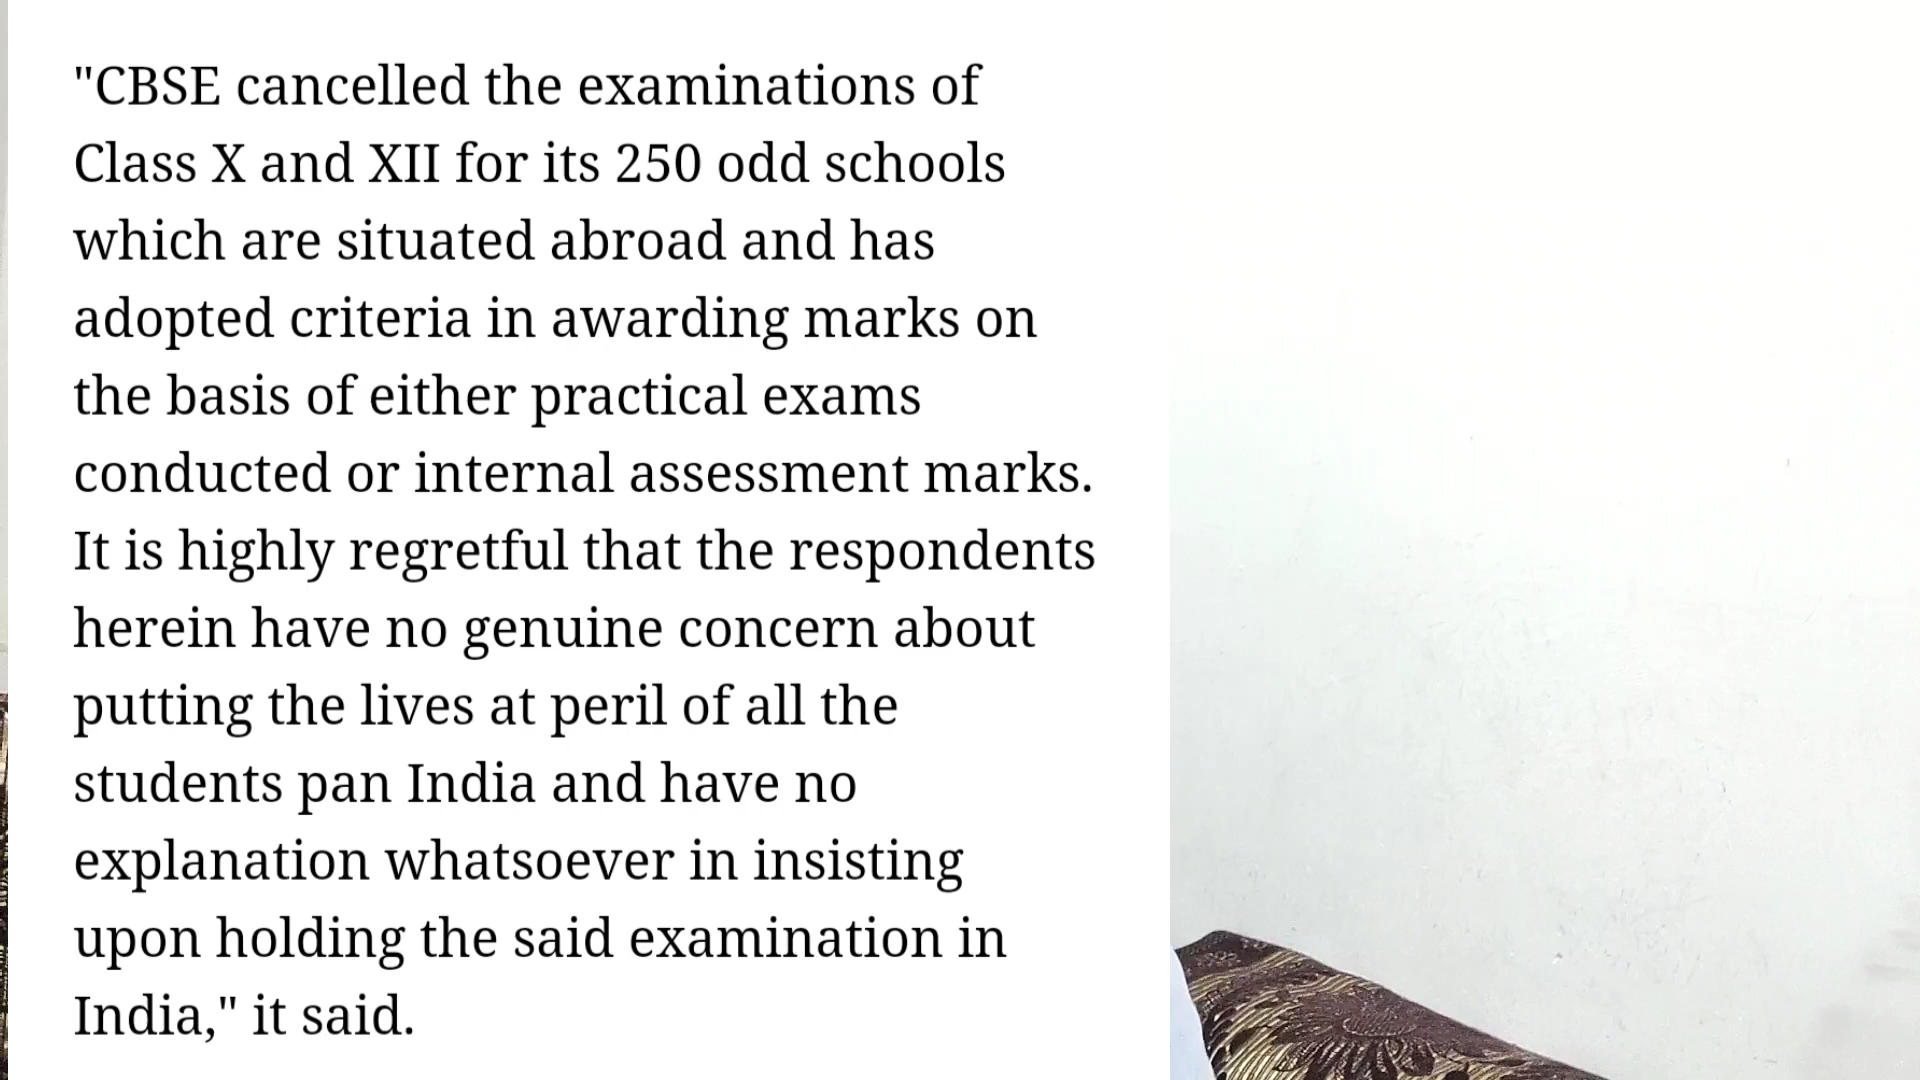 "CBSE cancelled the examinations of
Class X and XII for its 250 odd schools
which are situated abroad and has
adopted criteria in awarding marks on
the basis of either practical exams
conducted or internal assessment marks.
It is highly regretful that the respondents
herein have no genuine concern about
putting the lives at peril of all the
students pan India and have no
explanation whatsoever in insisting
upon holding the said examination in
India," it said.